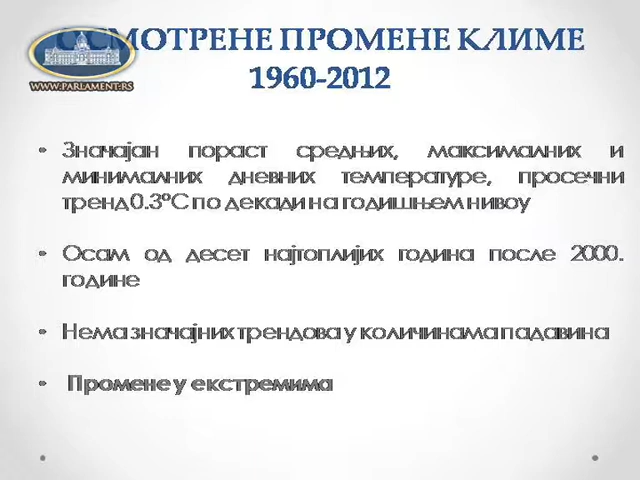 ОСМОТРЕНЕ ПРОМЕНЕ КЛИМЕ
1960-2012
WWW.PARLAMENT.RS
• Значајан пораст средњих, максималних и
минималних дневних температуре, просечни
тренд 0.3°C по декади на годишњем нивоу
• Осам од десет најтоплијих година после 2000.
године
• Нема значајних трендова у количинама падавина
• Промене у екстремима